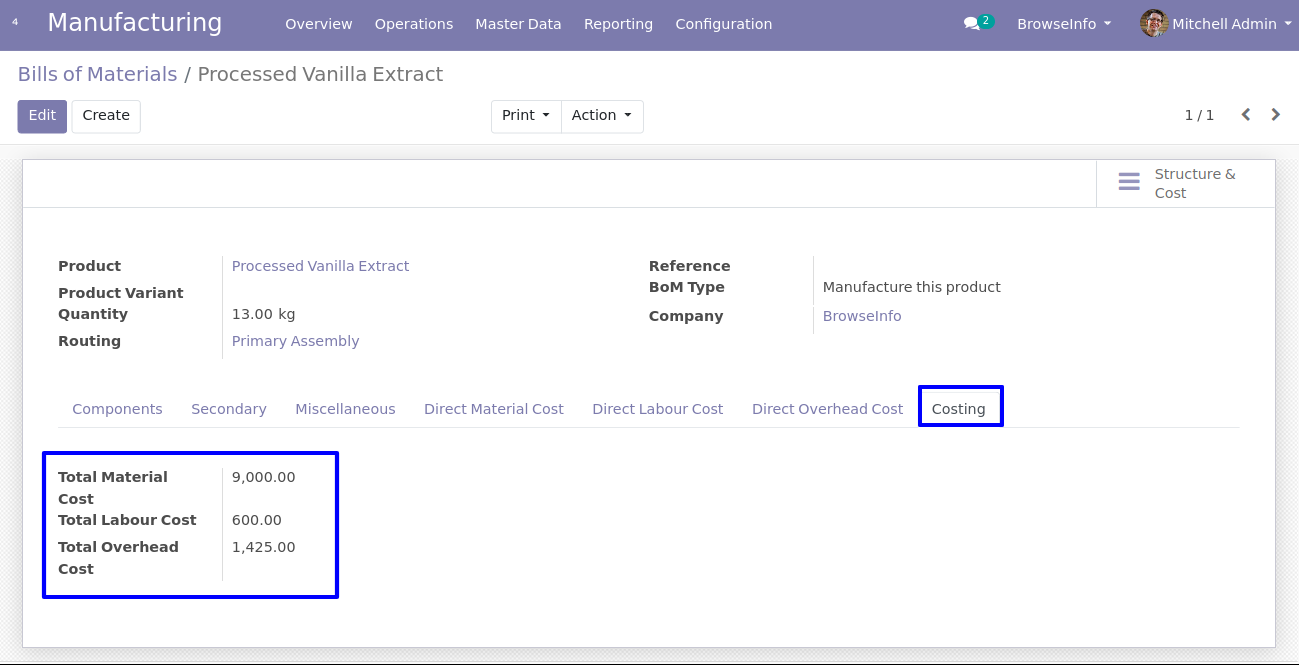 4 Manufacturing Overview Operations Master Data Reporting Configuration 2 BrowseInfo Mitchell Admin
Bills of Materials / Processed Vanilla Extract
Edit Create Print Action 1 / 1
Structure &
Cost
Product Processed Vanilla Extract
Product Variant
Quantity 13.00 kg
Routing Primary Assembly
Reference
BoM Type Manufacture this product
Company BrowseInfo
Components Secondary Miscellaneous Direct Material Cost Direct Labour Cost Direct Overhead Cost Costing
Total Material 9,000.00
Cost
Total Labour Cost 600.00
Total Overhead 1,425.00
Cost